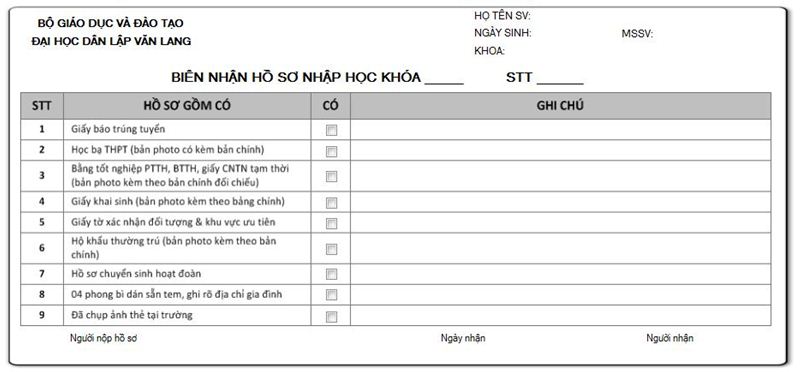 BỘ GIÁO DỤC VÀ ĐÀO TẠO
ĐẠI HỌC DÂN LẬP VĂN LANG
HỌ TÊN SV:
NGÀY SINH: MSSV:
KHOA:
BIÊN NHẬN HỒ SƠ NHẬP HỌC KHÓA _____ STT ______
STT HỒ SƠ GỒM CÓ CÓ GHI CHÚ
1 Giấy báo trúng tuyển
2 Học bạ THPT (bản photo có kèm bản chính)
3 Bằng tốt nghiệp PTTH, BTTH, giấy CNTN tạm thời
(bản photo kèm theo bản chính đối chiếu)
4 Giấy khai sinh (bản photo kèm theo bảng chính)
5 Giấy tờ xác nhận đối tượng & khu vực ưu tiên
6 Hộ khẩu thường trú (bản photo kèm theo bản
chính)
7 Hồ sơ chuyển sinh hoạt đoàn
8 04 phong bì dán sẵn tem, ghi rõ địa chỉ gia đình
9 Đã chụp ảnh thẻ tại trường
Người nộp hồ sơ Ngày nhận Người nhận